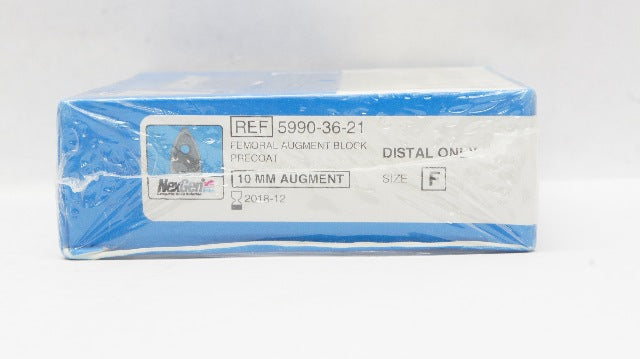 REF 5990-36-21
FEMORAL AUGMENT BLOCK
PRECOAT
DISTAL ONLY
10 MM AUGMENT
SIZE F
2018-12
NexGen